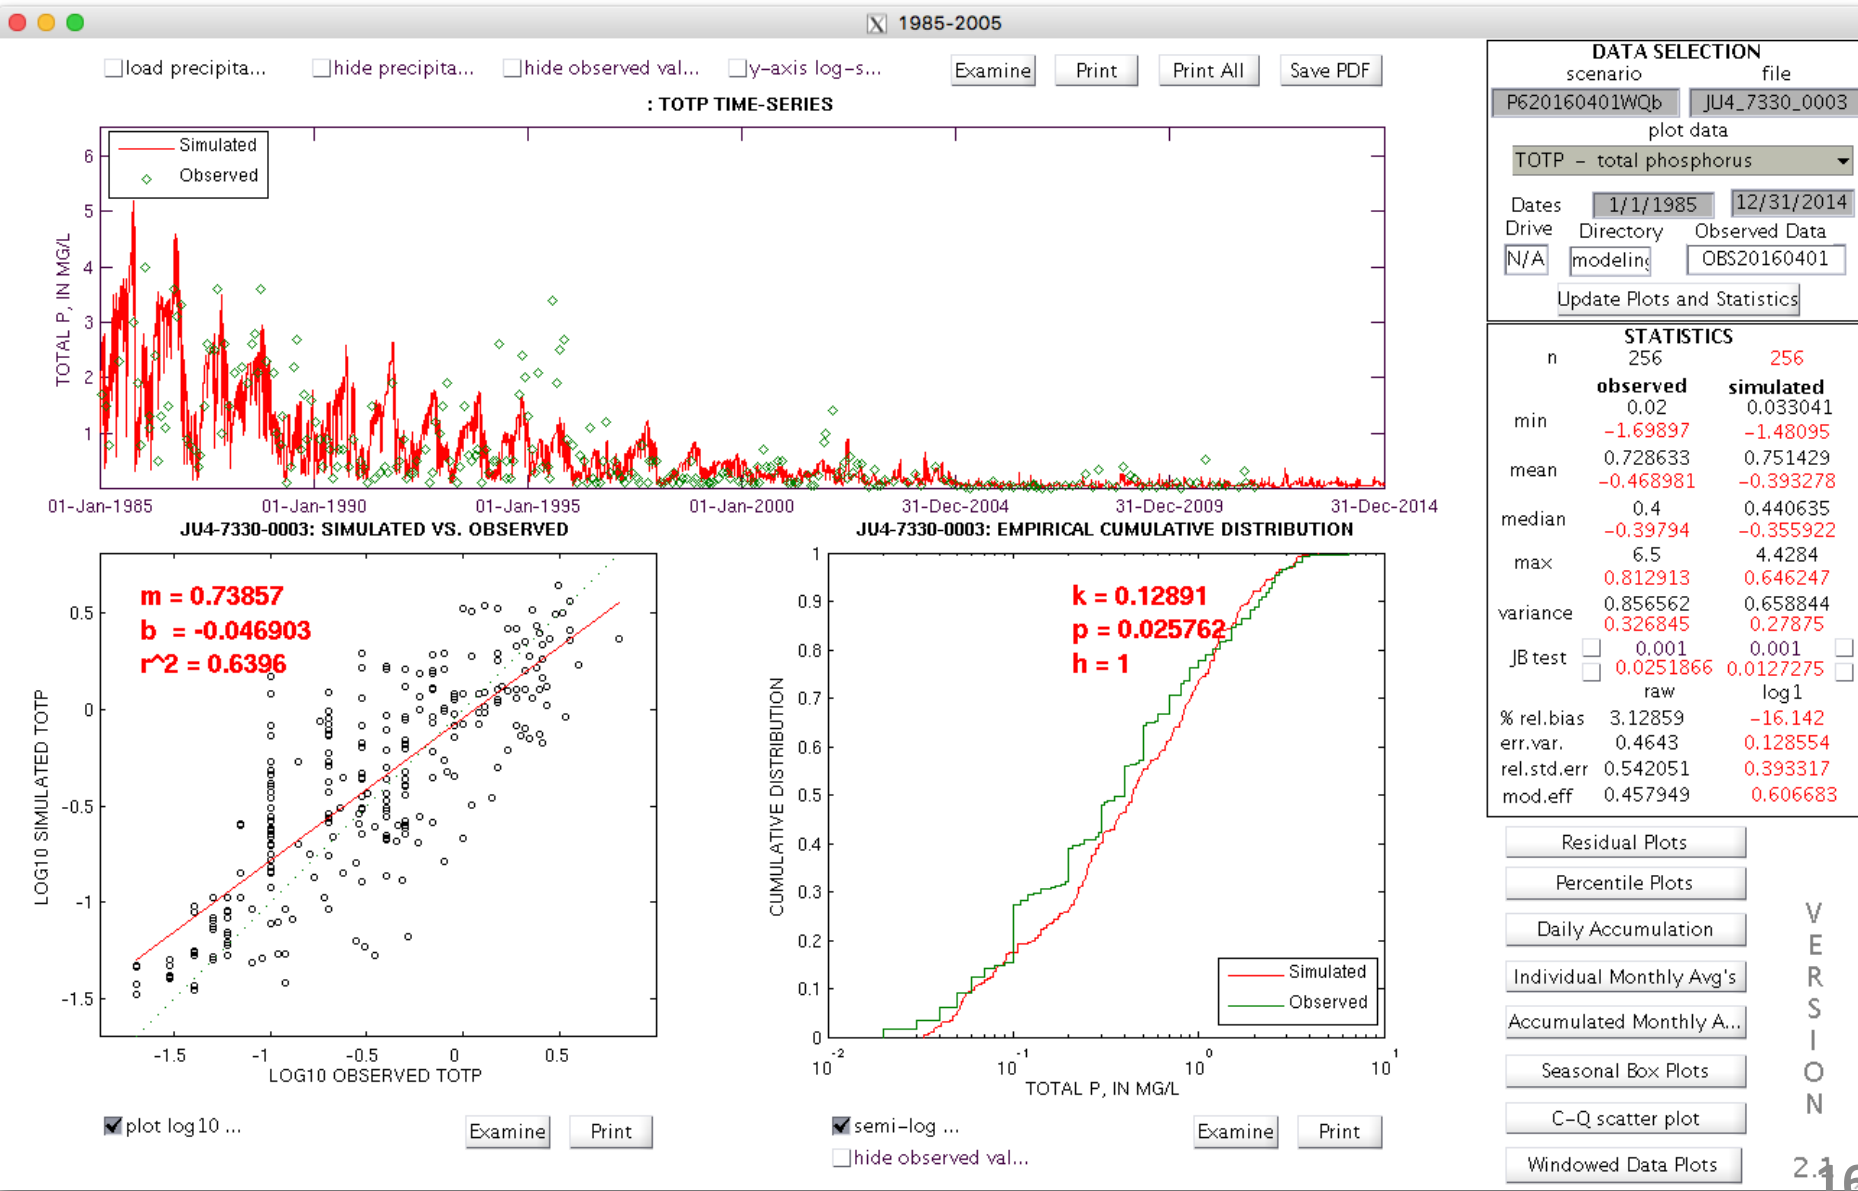 1985-2005
load precipita...
hide precipita...
hide observed val...
y-axis log-s...
Examine
Print
Print All
Save PDF
: TOTP TIME-SERIES
Simulated
Observed
TOTAL P, IN MG/L
6
5
4
3
2
1
01-Jan-1985
01-Jan-1990
01-Jan-1995
01-Jan-2000
31-Dec-2004
31-Dec-2009
31-Dec-2014
JU4-7330-0003: SIMULATED VS. OBSERVED
m = 0.73857
b = -0.046903
r^2 = 0.6396
LOG10 SIMULATED TOTP
0.5
0
-0.5
-1
-1.5
-1.5 -1 -0.5 0 0.5
LOG10 OBSERVED TOTP
plot log10 ...
Examine
Print
JU4-7330-0003: EMPIRICAL CUMULATIVE DISTRIBUTION
k = 0.12891
p = 0.025762
h = 1
CUMULATIVE DISTRIBUTION
1
0.9
0.8
0.7
0.6
0.5
0.4
0.3
0.2
0.1
0
Simulated
Observed
10^-2 10^-1 10^0 10^1
TOTAL P, IN MG/L
semi-log ...
hide observed val...
Examine
Print
DATA SELECTION
scenario file
P620160401WQb JU4_7330_0003
plot data
TOTP - total phosphorus
Dates 1/1/1985 12/31/2014
Drive Directory Observed Data
N/A modeling OBS20160401
Update Plots and Statistics
STATISTICS
n 256 256
observed simulated
min 0.02 0.033041
-1.69897 -1.48095
mean 0.728633 0.751429
-0.468981 -0.393278
median 0.4 0.440635
-0.39794 -0.355922
max 6.5 4.4284
0.812913 0.646247
variance 0.856562 0.658844
0.326845 0.27875
JB test 0.001 0.001
0.0251866 0.0127275
raw log1
% rel.bias 3.12859 -16.142
err.var. 0.4643 0.128554
rel.std.err 0.542051 0.393317
mod.eff 0.457949 0.606683
Residual Plots
Percentile Plots
Daily Accumulation
Individual Monthly Avg's
Accumulated Monthly A...
Seasonal Box Plots
C-Q scatter plot
Windowed Data Plots
VERSION
2.1
16